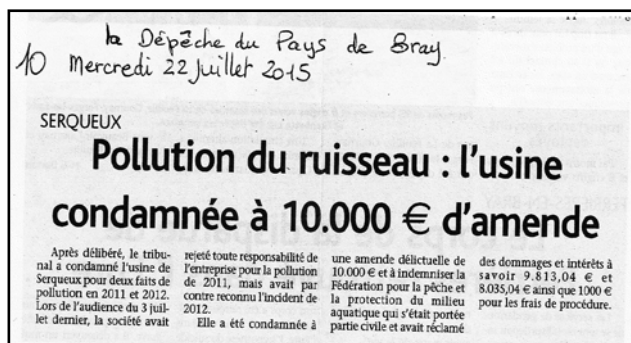 la Dépêche du Pays de Bray
10 Mercredi 22 juillet 2015
SERQUEUX
Pollution du ruisseau : l'usine
condamnée à 10.000 € d'amende
Après délibéré, le tribu-
nal a condamné l'usine de
Serqueux pour deux faits de
pollution en 2011 et 2012.
Lors de l'audience du 3 juil-
let dernier, la société avait
rejeté toute responsabilité de
l'entreprise pour la pollution
de 2011, mais avait par
contre reconnu l'incident de
2012.
Elle a été condamnée à
une amende délictuelle de
10.000 € et à indemniser la
Fédération pour la pêche et
la protection du milieu
aquatique qui s'était portée
partie civile et avait réclamé
des dommages et intérêts à
savoir 9.813,04 € et
8.035,04 € ainsi que 1000 €
pour les frais de procédure.